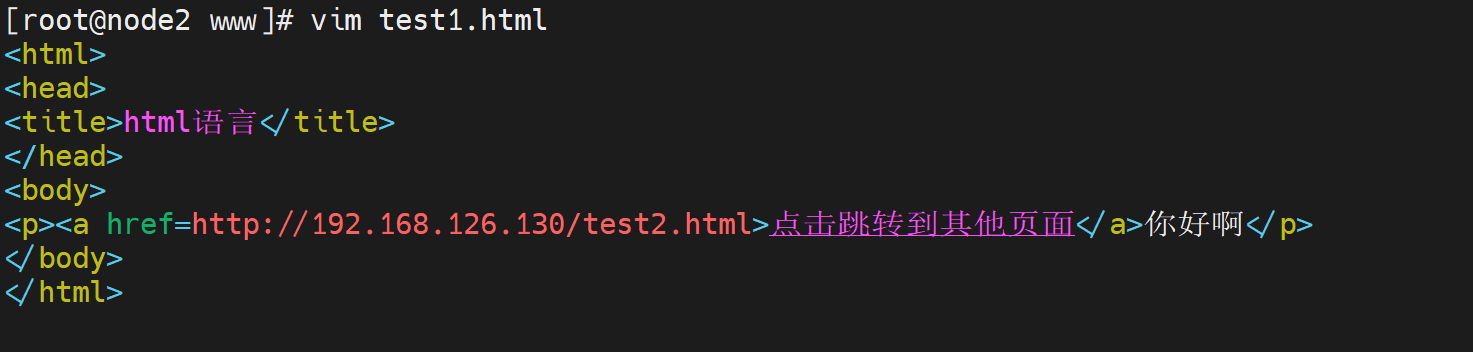 [root@node2 www]# vim test1.html
<html>
<head>
<title>html语言</title>
</head>
<body>
<p><a href=http://192.168.126.130/test2.html>点击跳转到其他页面</a>你好啊</p>
</body>
</html>